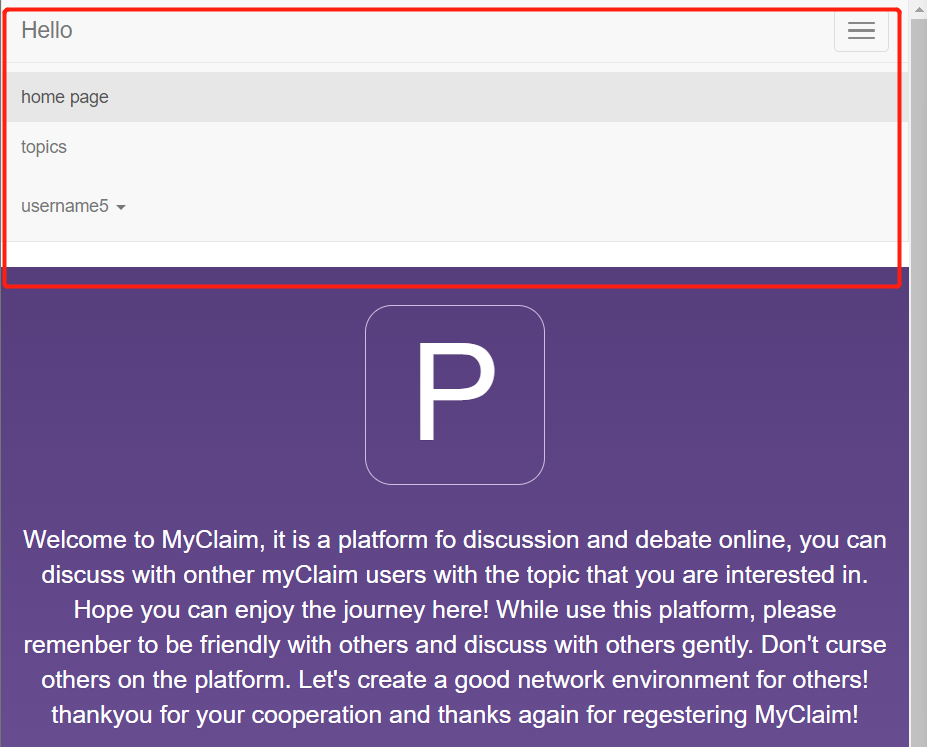 Hello
home page
topics
username5
P
Welcome to MyClaim, it is a platform fo discussion and debate online, you can
discuss with onther myClaim users with the topic that you are interested in.
Hope you can enjoy the journey here! While use this platform, please
remenber to be friendly with others and discuss with others gently. Don't curse
others on the platform. Let's create a good network environment for others!
thankyou for your cooperation and thanks again for regestering MyClaim!